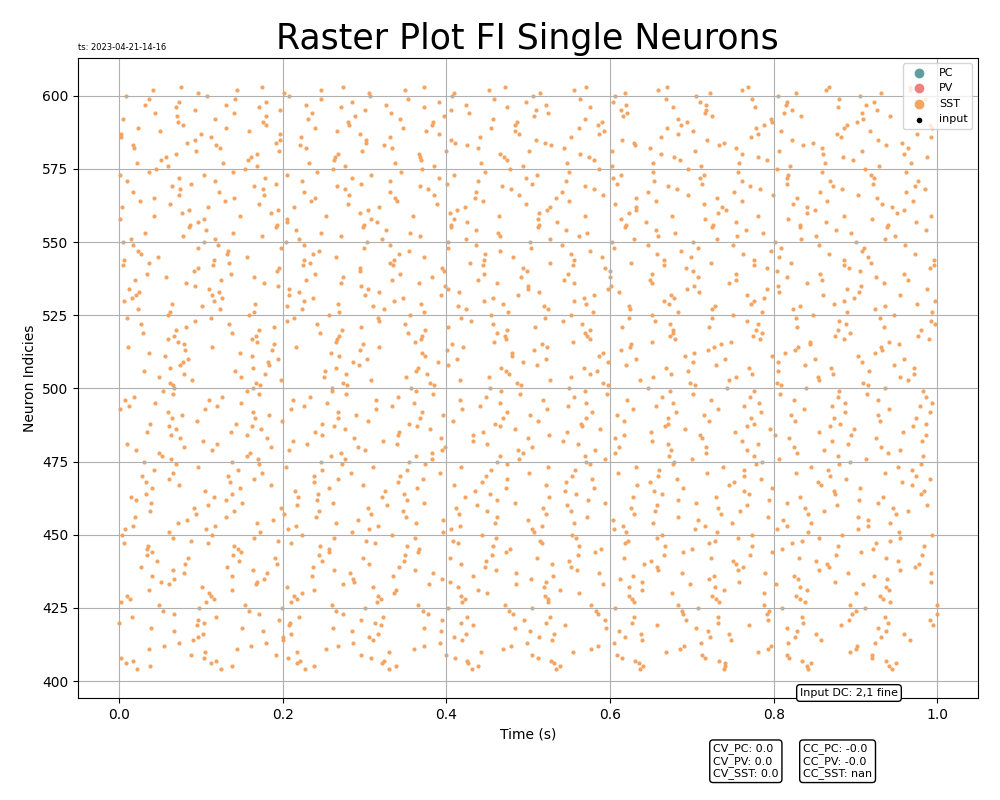 Raster Plot FI Single Neurons
ts: 2023-04-21-14-16
PC
PV
SST
input
600
575
550
525
500
475
450
425
400
Neuron Indicies
0.0 0.2 0.4 0.6 0.8 1.0
Time (s)
Input DC: 2,1 fine
CV_PC: 0.0
CV_PV: 0.0
CV_SST: 0.0
CC_PC: -0.0
CC_PV: -0.0
CC_SST: nan